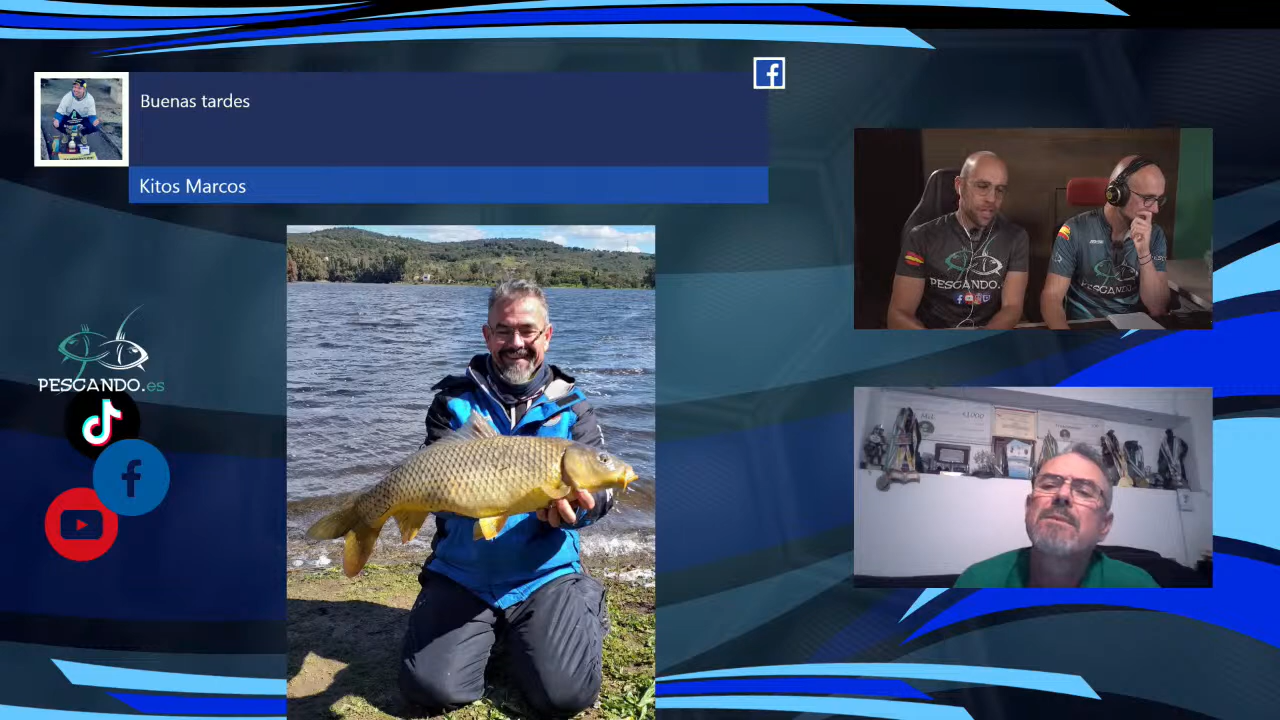 Buenas tardes
Kitos Marcos
PESCANDO.es
PESCANDO.
PESCANDO.